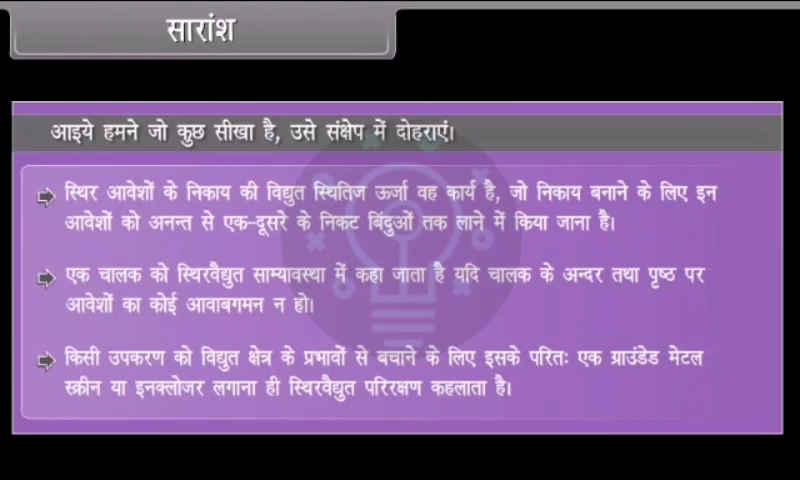 सारांश
आइये हमने जो कुछ सीखा है, उसे संक्षेप में दोहराएं।
स्थिर आवेशों के निकाय की विद्युत स्थितिज ऊर्जा वह कार्य है, जो निकाय बनाने के लिए इन
आवेशों को अनन्त से एक-दूसरे के निकट बिंदुओं तक लाने में किया जाना है।
एक चालक को स्थिरवैद्युत साम्यावस्था में कहा जाता है यदि चालक के अन्दर तथा पृष्ठ पर
आवेशों का कोई आवाबगमन न हो।
किसी उपकरण को विद्युत क्षेत्र के प्रभावों से बचाने के लिए इसके परितः एक ग्राउंडेड मेटल
स्क्रीन या इनक्लोजर लगाना ही स्थिरवैद्युत परिरक्षण कहलाता है।